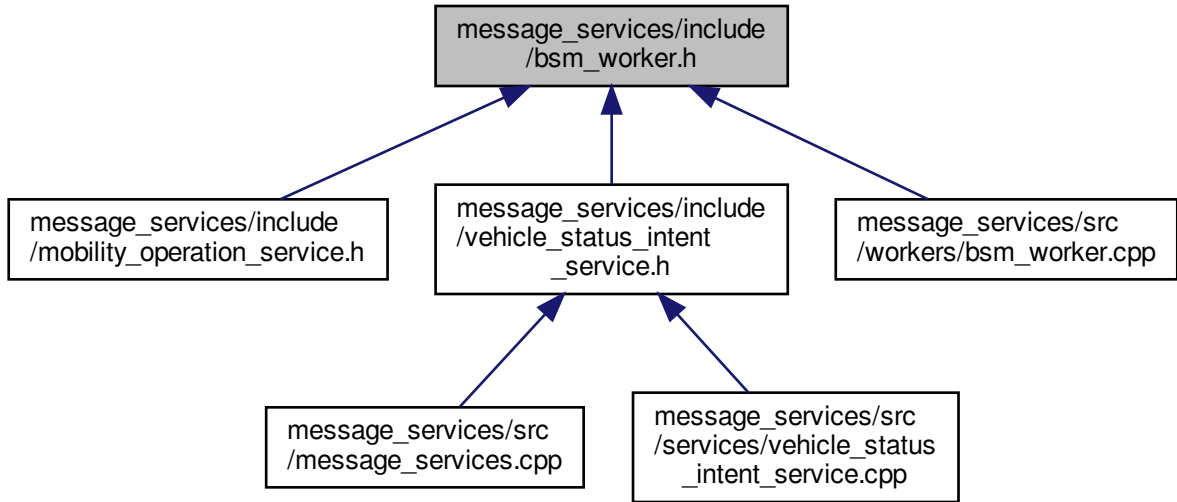 message_services/include
/bsm_worker.h
message_services/include
/mobility_operation_service.h
message_services/include
/vehicle_status_intent
_service.h
message_services/src
/workers/bsm_worker.cpp
message_services/src
/message_services.cpp
message_services/src
/services/vehicle_status
_intent_service.cpp